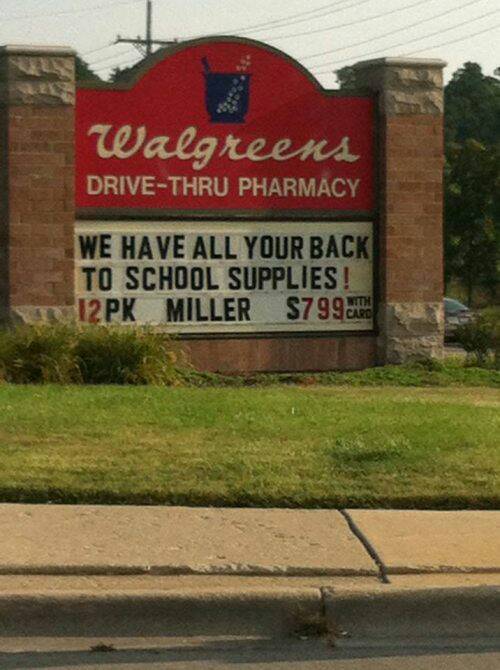 Walgreens
DRIVE-THRU PHARMACY
WE HAVE ALL YOUR BACK
TO SCHOOL SUPPLIES!
12PK MILLER $799 WITH CARD